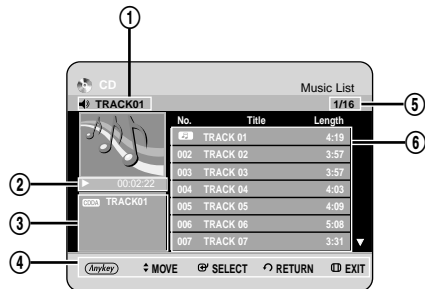 ①
CD
Music List
TRACK01
1/16
⑤
No. Title Length
TRACK 01 4:19
⑥
002 TRACK 02 3:57
② 00:02:22
003 TRACK 03 3:57
CDDA TRACK01
004 TRACK 04 4:03
③
005 TRACK 05 4:09
006 TRACK 06 5:08
007 TRACK 07 3:31
④
Anykey MOVE SELECT RETURN EXIT